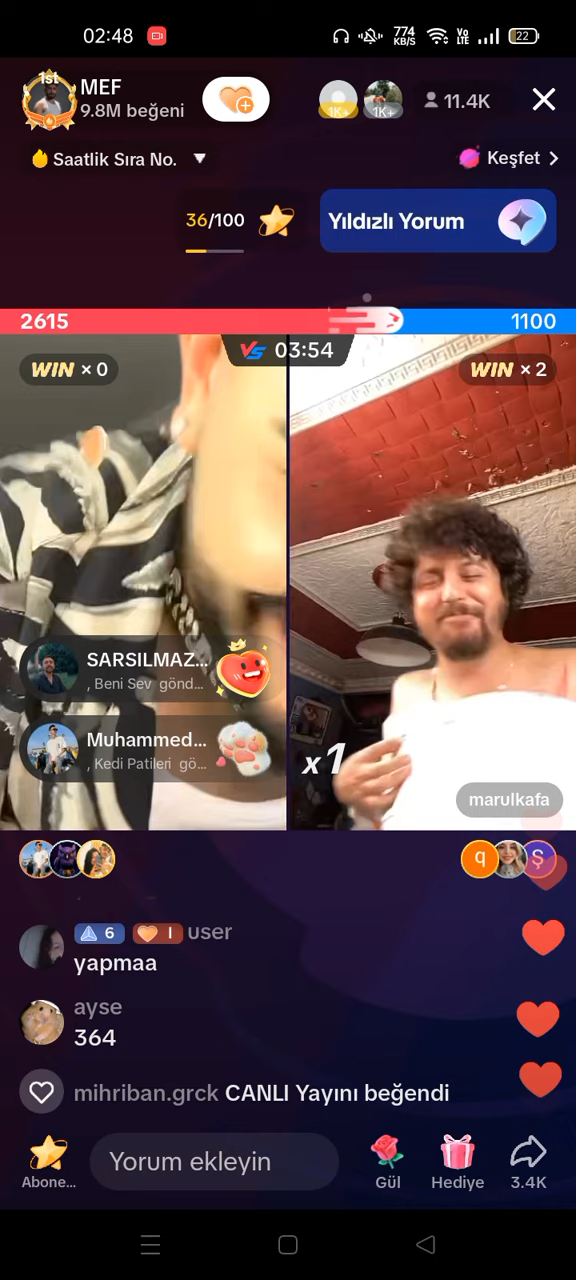 02:48
774
KB/S
Vo
LTE
22
1st
MEF
9.8M beğeni
1K+
1K+
11.4K
Saatlik Sıra No.
Keşfet
36/100
Yıldızlı Yorum
2615
1100
VS 03:54
WIN × 0
WIN × 2
SARSILMAZ...
, Beni Sev gönd...
Muhammed...
, Kedi Patileri gö...
x1
marulkafa
q
Ş
6
I
user
yapmaa
ayse
364
mihriban.grck CANLI Yayını beğendi
Yorum ekleyin
Abone...
Gül
Hediye
3.4K